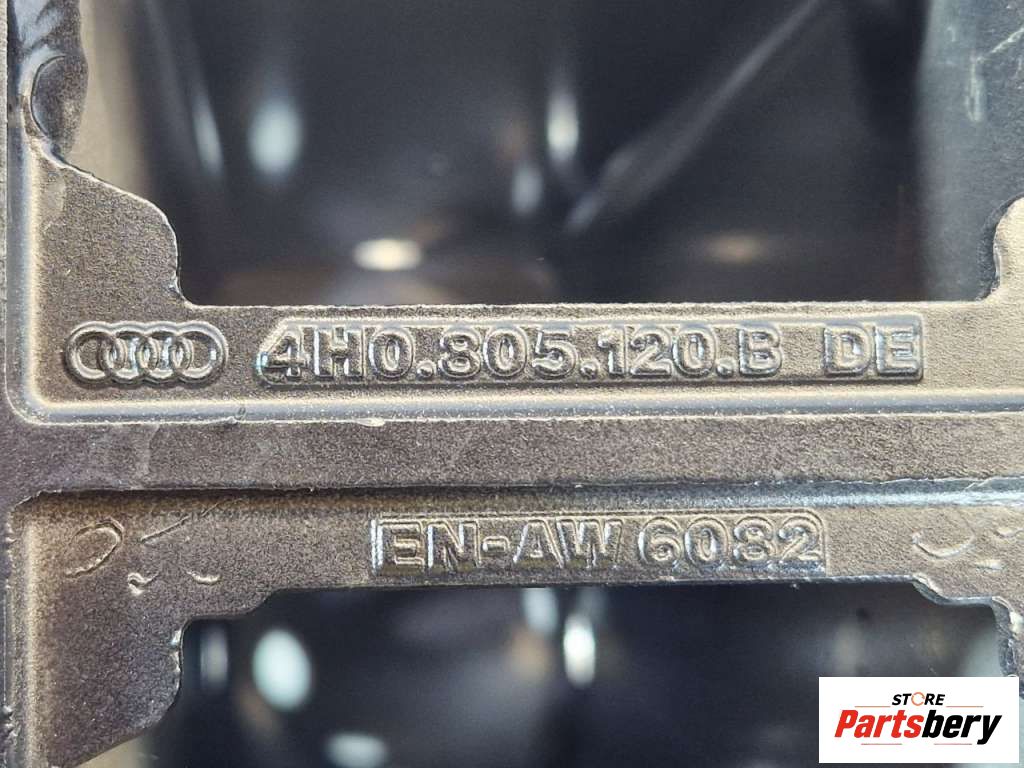 4H0.805.120.B DE
EN-AW 6082
STORE
Partsbery